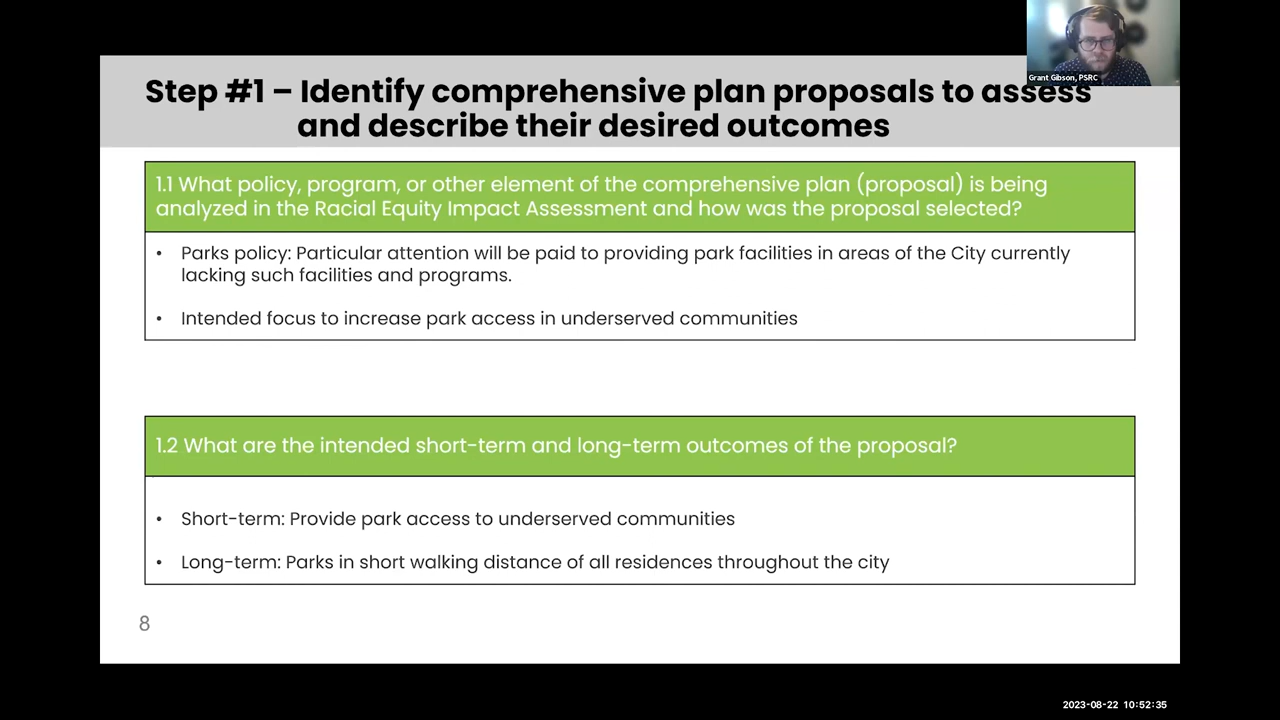 Grant Gibson, PSRC
Step #1 – Identify comprehensive plan proposals to assess
and describe their desired outcomes
1.1 What policy, program, or other element of the comprehensive plan (proposal) is being
analyzed in the Racial Equity Impact Assessment and how was the proposal selected?
• Parks policy: Particular attention will be paid to providing park facilities in areas of the City currently
lacking such facilities and programs.
• Intended focus to increase park access in underserved communities
1.2 What are the intended short-term and long-term outcomes of the proposal?
• Short-term: Provide park access to underserved communities
• Long-term: Parks in short walking distance of all residences throughout the city
8
2023-08-22 10:52:35